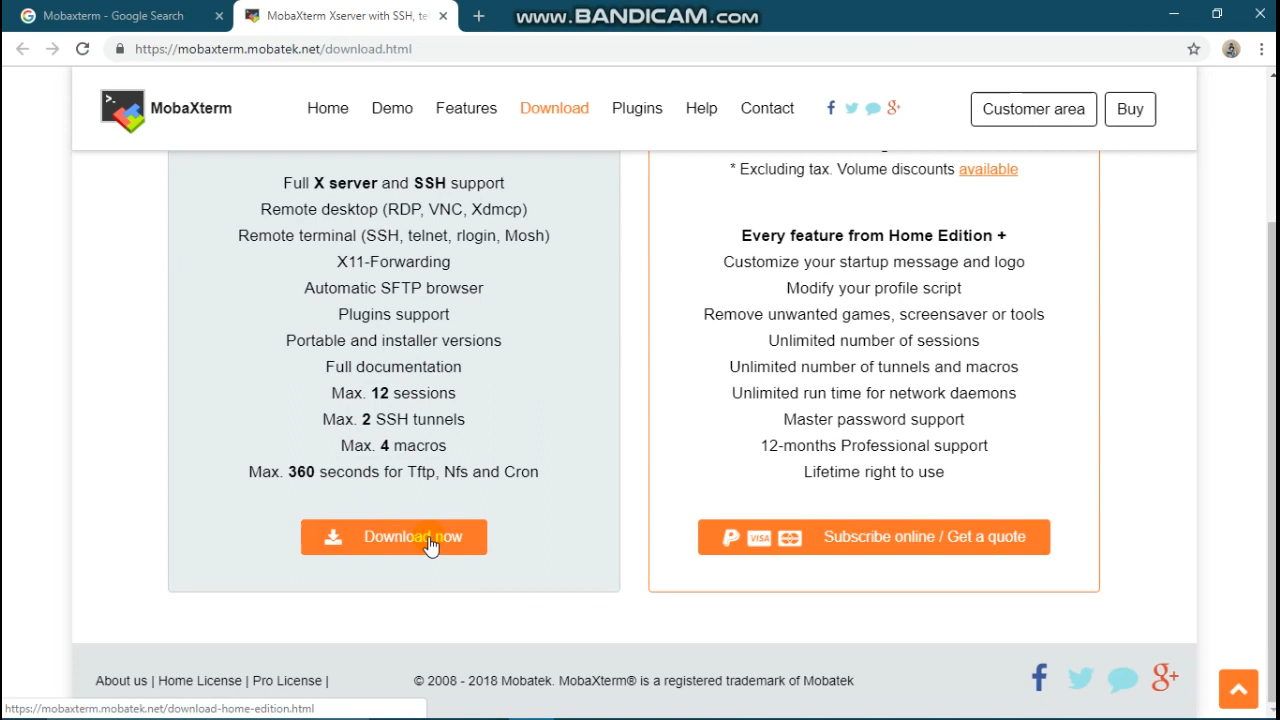 Mobaxterm - Google Search
MobaXterm Xserver with SSH, te
www.BANDICAM.com
https://mobaxterm.mobatek.net/download.html
MobaXterm
Home
Demo
Features
Download
Plugins
Help
Contact
Customer area
Buy
Full X server and SSH support
Remote desktop (RDP, VNC, Xdmcp)
Remote terminal (SSH, telnet, rlogin, Mosh)
X11-Forwarding
Automatic SFTP browser
Plugins support
Portable and installer versions
Full documentation
Max. 12 sessions
Max. 2 SSH tunnels
Max. 4 macros
Max. 360 seconds for Tftp, Nfs and Cron
Download now
* Excluding tax. Volume discounts available
Every feature from Home Edition +
Customize your startup message and logo
Modify your profile script
Remove unwanted games, screensaver or tools
Unlimited number of sessions
Unlimited number of tunnels and macros
Unlimited run time for network daemons
Master password support
12-months Professional support
Lifetime right to use
VISA
Subscribe online / Get a quote
About us | Home License | Pro License |
© 2008 - 2018 Mobatek. MobaXterm® is a registered trademark of Mobatek
https://mobaxterm.mobatek.net/download-home-edition.html